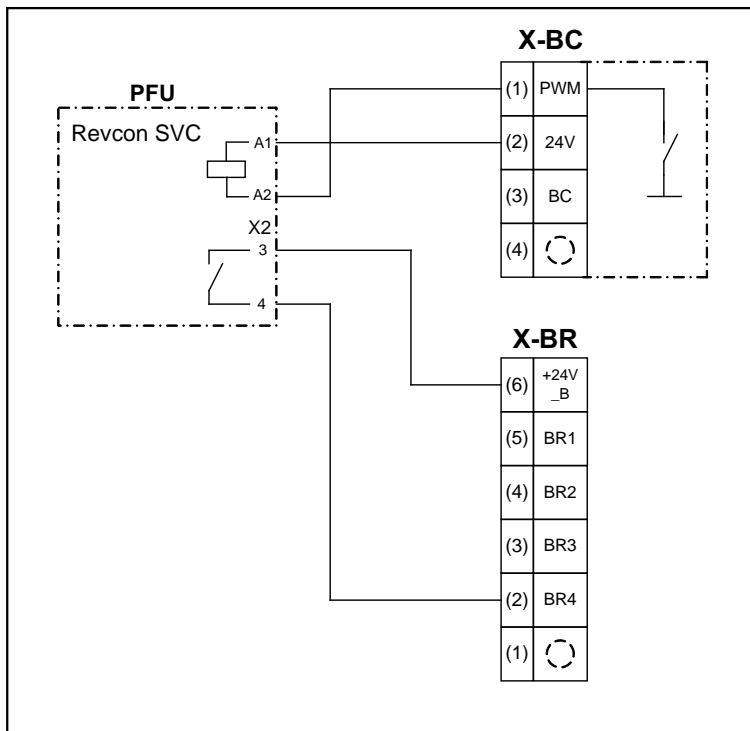 X-BC
PFU
(1) PWM
Revcon SVC
A1
(2) 24V
A2
(3) BC
X2
3
(4)
4
X-BR
(6) +24V
_B
(5) BR1
(4) BR2
(3) BR3
(2) BR4
(1)